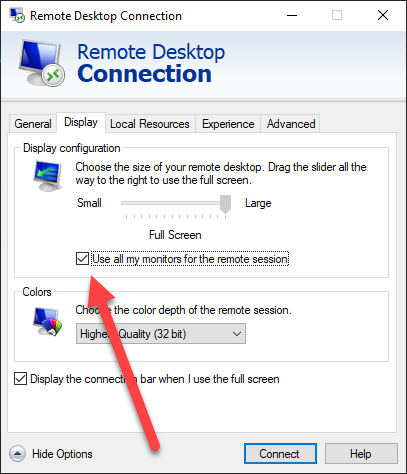 Remote Desktop Connection
Remote Desktop
Connection
General Display Local Resources Experience Advanced
Display configuration
Choose the size of your remote desktop. Drag the slider all the
way to the right to use the full screen.
Small Large
Full Screen
Use all my monitors for the remote session
Colors
Choose the color depth of the remote session.
Highest Quality (32 bit)
Display the connection bar when I use the full screen
Hide Options Connect Help